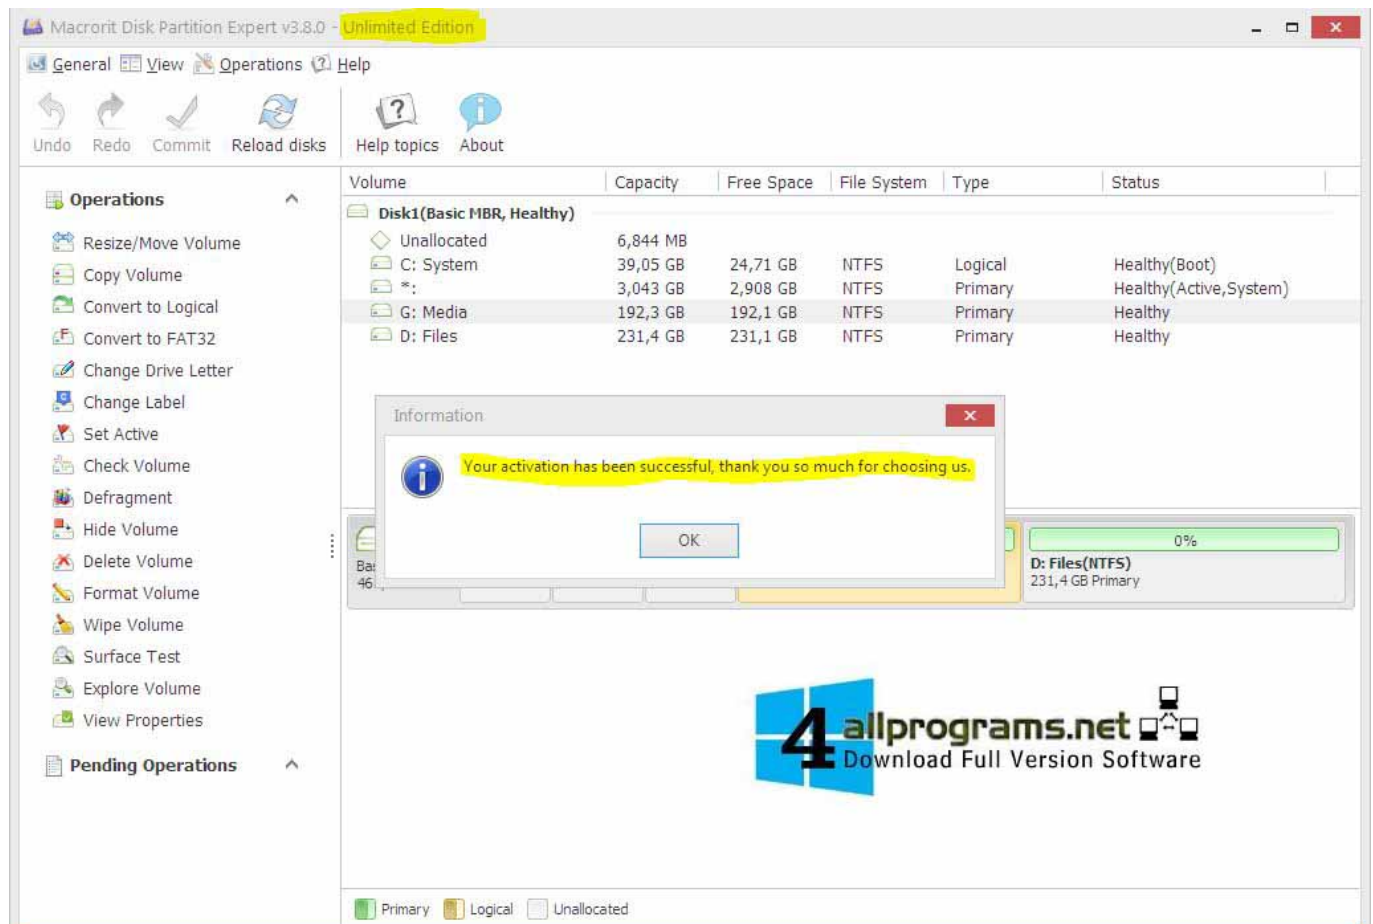 Macrorit Disk Partition Expert v3.8.0 - Unlimited Edition
General View Operations Help
Undo Redo Commit Reload disks Help topics About
Operations
Resize/Move Volume
Copy Volume
Convert to Logical
Convert to FAT32
Change Drive Letter
Change Label
Set Active
Check Volume
Defragment
Hide Volume
Delete Volume
Format Volume
Wipe Volume
Surface Test
Explore Volume
View Properties
Pending Operations
Volume Capacity Free Space File System Type Status
Disk1(Basic MBR, Healthy)
Unallocated 6,844 MB
C: System 39,05 GB 24,71 GB NTFS Logical Healthy(Boot)
*: 3,043 GB 2,908 GB NTFS Primary Healthy(Active,System)
G: Media 192,3 GB 192,1 GB NTFS Primary Healthy
D: Files 231,4 GB 231,1 GB NTFS Primary Healthy
Information
Your activation has been successful, thank you so much for choosing us.
OK
0%
D: Files(NTFS)
231,4 GB Primary
4allprograms.net
Download Full Version Software
Primary Logical Unallocated